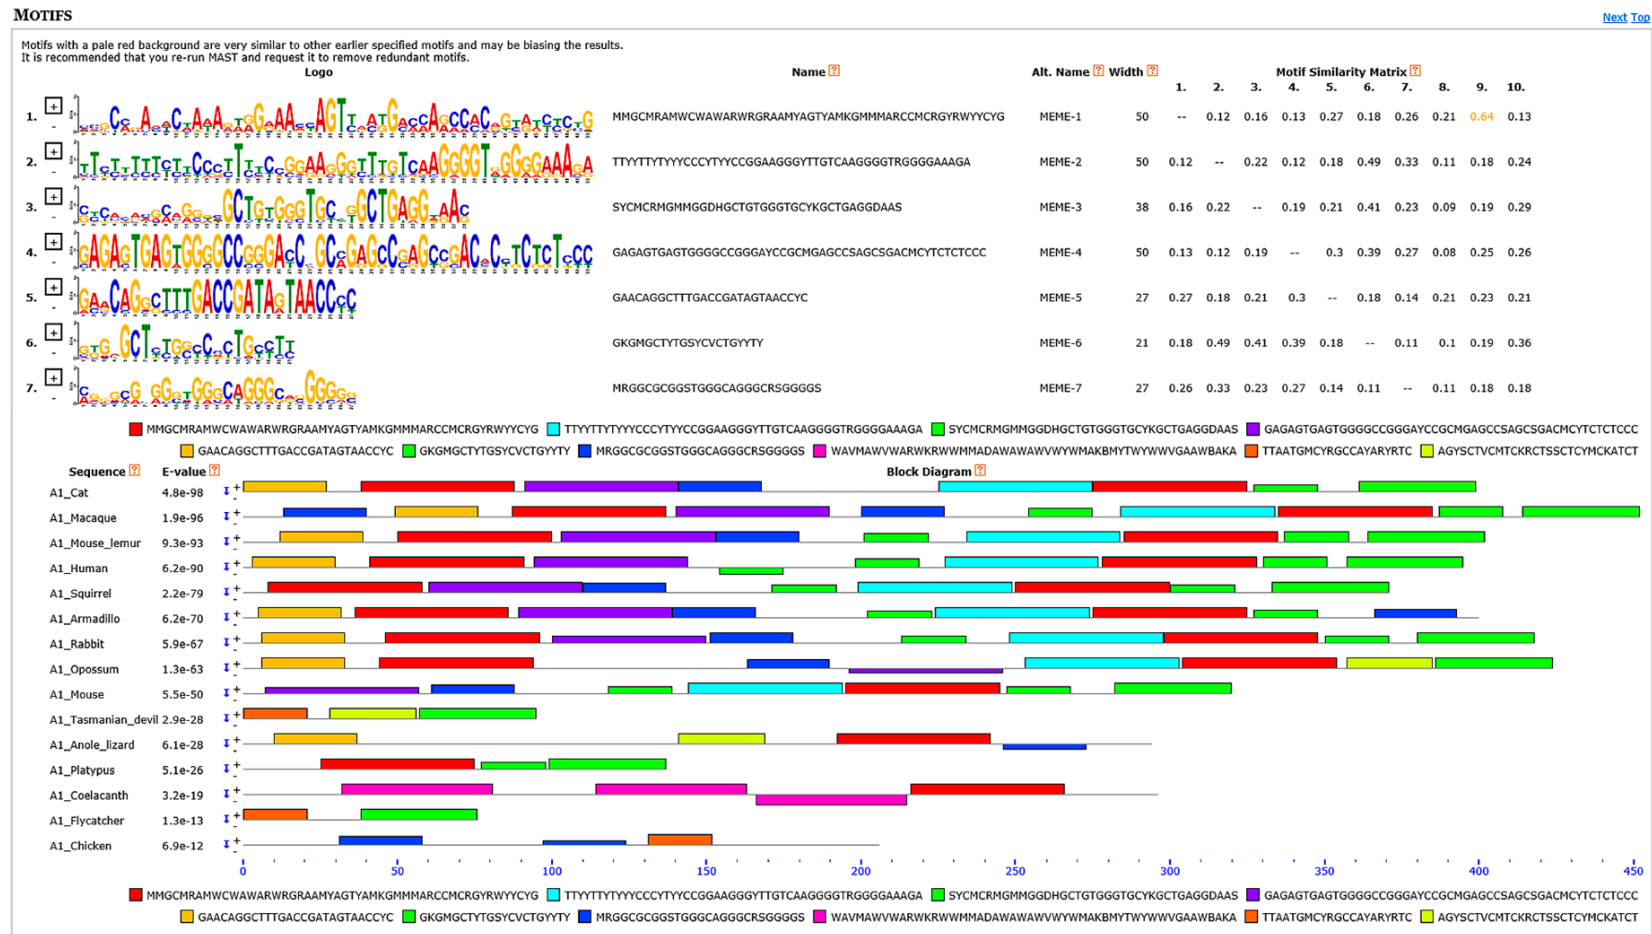 MOTIFS
Next Top
Motifs with a pale red background are very similar to other earlier specified motifs and may be biasing the results.
It is recommended that you re-run MAST and request it to remove redundant motifs.
Logo Name ? Alt. Name ? Width ? Motif Similarity Matrix ?
1. 2. 3. 4. 5. 6. 7. 8. 9. 10.
1. + - MMGCMRAMWCWAWARWRGRAAMYAGTYAMKGMMMARCCMCRGYRWYYCYG MEME-1 50 -- 0.12 0.16 0.13 0.27 0.18 0.26 0.21 0.64 0.13
2. + - TTYYTTYTYYYCCCYTYYCCGGAAGGGYTTGTCAAGGGGTRGGGGAAAGA MEME-2 50 0.12 -- 0.22 0.12 0.18 0.49 0.33 0.11 0.18 0.24
3. + - SYCMCRMGMMGGDHGCTGTGGGTGCYKGCTGAGGDAAS MEME-3 38 0.16 0.22 -- 0.19 0.21 0.41 0.23 0.09 0.19 0.29
4. + - GAGAGTGAGTGGGGCCGGGAYCCGCMGAGCCSAGCSGACMCYTCTCTCCC MEME-4 50 0.13 0.12 0.19 -- 0.3 0.39 0.27 0.08 0.25 0.26
5. + - GAACAGGCTTTGACCGATAGTAACCYC MEME-5 27 0.27 0.18 0.21 0.3 -- 0.18 0.14 0.21 0.23 0.21
6. + - GKGMGCTYTGSYCVCTGYYTY MEME-6 21 0.18 0.49 0.41 0.39 0.18 -- 0.11 0.1 0.19 0.36
7. + - MRGGCGCGGSTGGGCAGGGCRSGGGGS MEME-7 27 0.26 0.33 0.23 0.27 0.14 0.11 -- 0.11 0.18 0.18
MMGCMRAMWCWAWARWRGRAAMYAGTYAMKGMMMARCCMCRGYRWYYCYG TTYYTTYTYYYCCCYTYYCCGGAAGGGYTTGTCAAGGGGTRGGGGAAAGA SYCMCRMGMMGGDHGCTGTGGGTGCYKGCTGAGGDAAS GAGAGTGAGTGGGGCCGGGAYCCGCMGAGCCSAGCSGACMCYTCTCTCCC
GAACAGGCTTTGACCGATAGTAACCYC GKGMGCTYTGSYCVCTGYYTY MRGGCGCGGSTGGGCAGGGCRSGGGGS WAVMAWVWARWKRWWMMADAWAWAWVWYWMAKBMYTWYWWVGAAWBAKA TTAATGMCYRGCCAYARYRTC AGYSCTVCMTCKRCTSSCTCYMCKATCT
Sequence ? E-value ? Block Diagram ?
A1_Cat 4.8e-98 + -
A1_Macaque 1.9e-96 + -
A1_Mouse_lemur 9.3e-93 + -
A1_Human 6.2e-90 + -
A1_Squirrel 2.2e-79 + -
A1_Armadillo 6.2e-70 + -
A1_Rabbit 5.9e-67 + -
A1_Opossum 1.3e-63 + -
A1_Mouse 5.5e-50 + -
A1_Tasmanian_devil 2.9e-28 + -
A1_Anole_lizard 6.1e-28 + -
A1_Platypus 5.1e-26 + -
A1_Coelacanth 3.2e-19 + -
A1_Flycatcher 1.3e-13 + -
A1_Chicken 6.9e-12 + -
0 50 100 150 200 250 300 350 400 450
MMGCMRAMWCWAWARWRGRAAMYAGTYAMKGMMMARCCMCRGYRWYYCYG TTYYTTYTYYYCCCYTYYCCGGAAGGGYTTGTCAAGGGGTRGGGGAAAGA SYCMCRMGMMGGDHGCTGTGGGTGCYKGCTGAGGDAAS GAGAGTGAGTGGGGCCGGGAYCCGCMGAGCCSAGCSGACMCYTCTCTCCC
GAACAGGCTTTGACCGATAGTAACCYC GKGMGCTYTGSYCVCTGYYTY MRGGCGCGGSTGGGCAGGGCRSGGGGS WAVMAWVWARWKRWWMMADAWAWAWVWYWMAKBMYTWYWWVGAAWBAKA TTAATGMCYRGCCAYARYRTC AGYSCTVCMTCKRCTSSCTCYMCKATCT